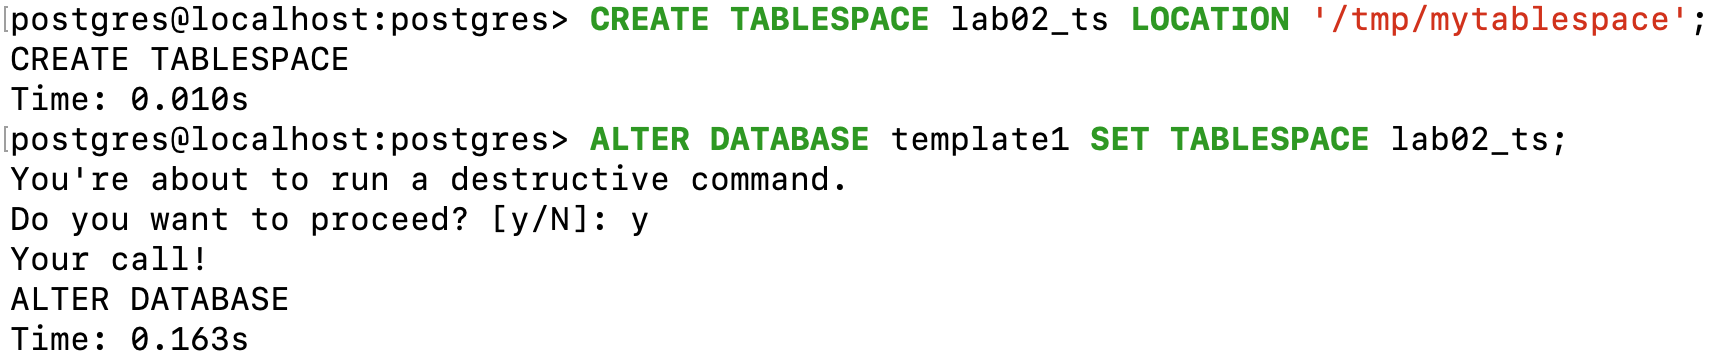 [postgres@localhost:postgres> CREATE TABLESPACE lab02_ts LOCATION '/tmp/mytablespace';
CREATE TABLESPACE
Time: 0.010s
[postgres@localhost:postgres> ALTER DATABASE template1 SET TABLESPACE lab02_ts;
You're about to run a destructive command.
Do you want to proceed? [y/N]: y
Your call!
ALTER DATABASE
Time: 0.163s